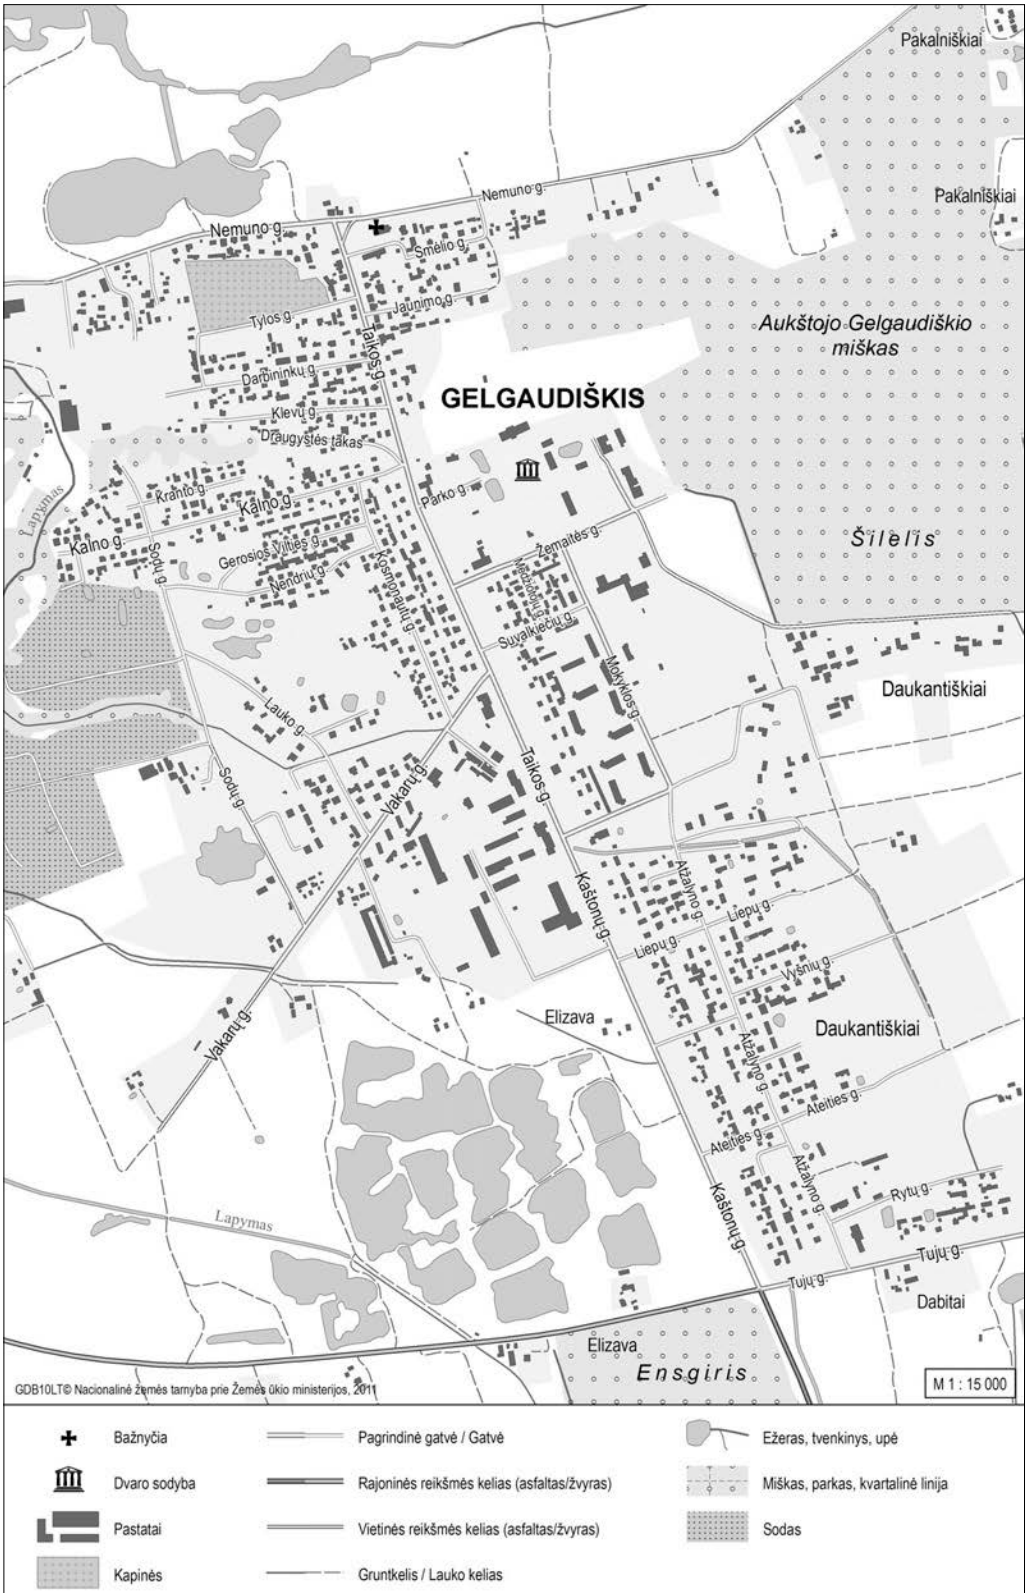 Pakalniškiai
Pakalniškiai
Nemuno g.
Nemuno g.
Smėlio g.
Jaunimo g.
Tylos g.
Taikos g.
Aukštojo Gelgaudiškio
miškas
Darbininkų g.
GELGAUDIŠKIS
Klevų g.
Draugystės takas
Kranto g.
Parko g.
Lapymas
Kalno g.
Kalno g.
Sodų g.
Gerosios Vilties g.
Nendrių g.
Kosmonautų g.
Žemaitės g.
Šilelis
Medžiotojų g.
Suvalkiečių g.
Mokyklos g.
Daukantiškiai
Lauko g.
Sodų g.
Vakarų g.
Taikos g.
Kaštonų g.
Atžalyno g.
Liepų g.
Liepų g.
Vyšnių g.
Elizava
Daukantiškiai
Vakarų g.
Atžalyno g.
Ateities g.
Ateities g.
Atžalyno g.
Kaštonų g.
Rytų g.
Lapymas
Tujų g.
Tujų g.
Dabitai
Elizava
Ensgiris
GDB10LT© Nacionalinė žemės tarnyba prie Žemės ūkio ministerijos, 2011
M 1 : 15 000
Bažnyčia
Pagrindinė gatvė / Gatvė
Ežeras, tvenkinys, upė
Dvaro sodyba
Rajoninės reikšmės kelias (asfaltas/žvyras)
Miškas, parkas, kvartalinė linija
Pastatai
Vietinės reikšmės kelias (asfaltas/žvyras)
Sodas
Kapinės
Gruntkelis / Lauko kelias